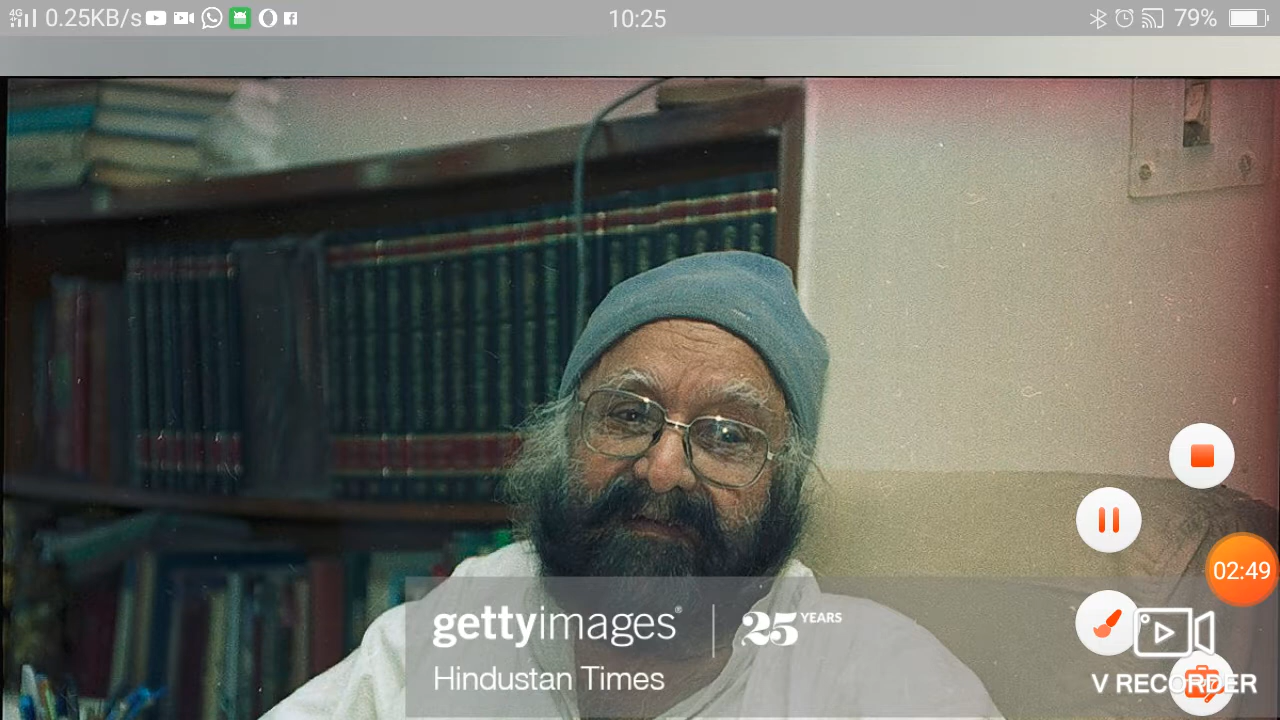 4G 0.25KB/s 10:25 79%
gettyimages® | 25 YEARS
Hindustan Times
02:49
V RECORDER